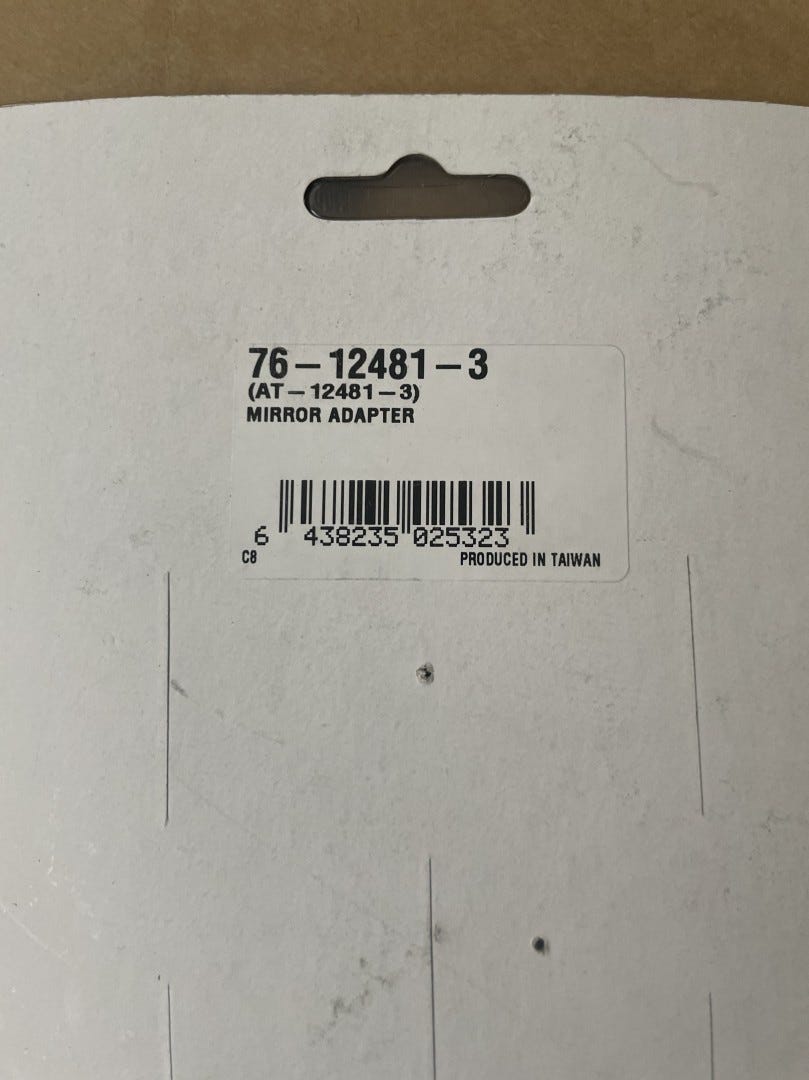 76-12481-3
(AT-12481-3)
MIRROR ADAPTER
6 438235 025323
C8 PRODUCED IN TAIWAN